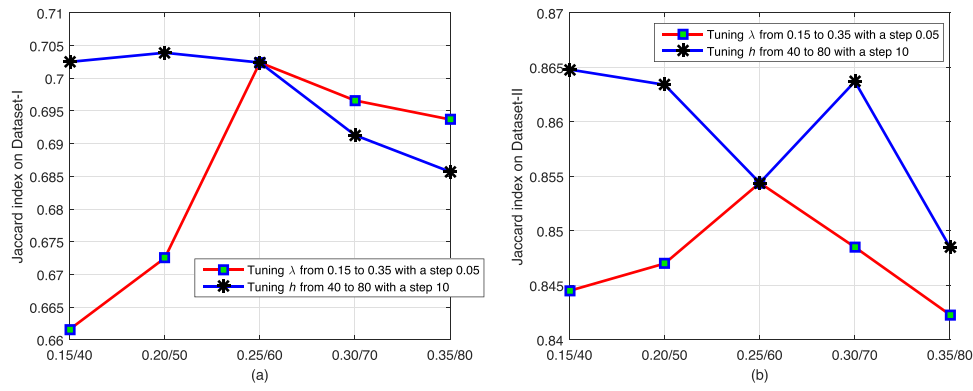 0.71
0.705
0.7
0.695
0.69
0.685
0.68
0.675
0.67
0.665
0.66
Jaccard index on Dataset-I
Tuning λ from 0.15 to 0.35 with a step 0.05
Tuning h from 40 to 80 with a step 10
0.15/40 0.20/50 0.25/60 0.30/70 0.35/80
(a)
0.87
0.865
0.86
0.855
0.85
0.845
0.84
Jaccard index on Dataset-II
Tuning λ from 0.15 to 0.35 with a step 0.05
Tuning h from 40 to 80 with a step 10
0.15/40 0.20/50 0.25/60 0.30/70 0.35/80
(b)